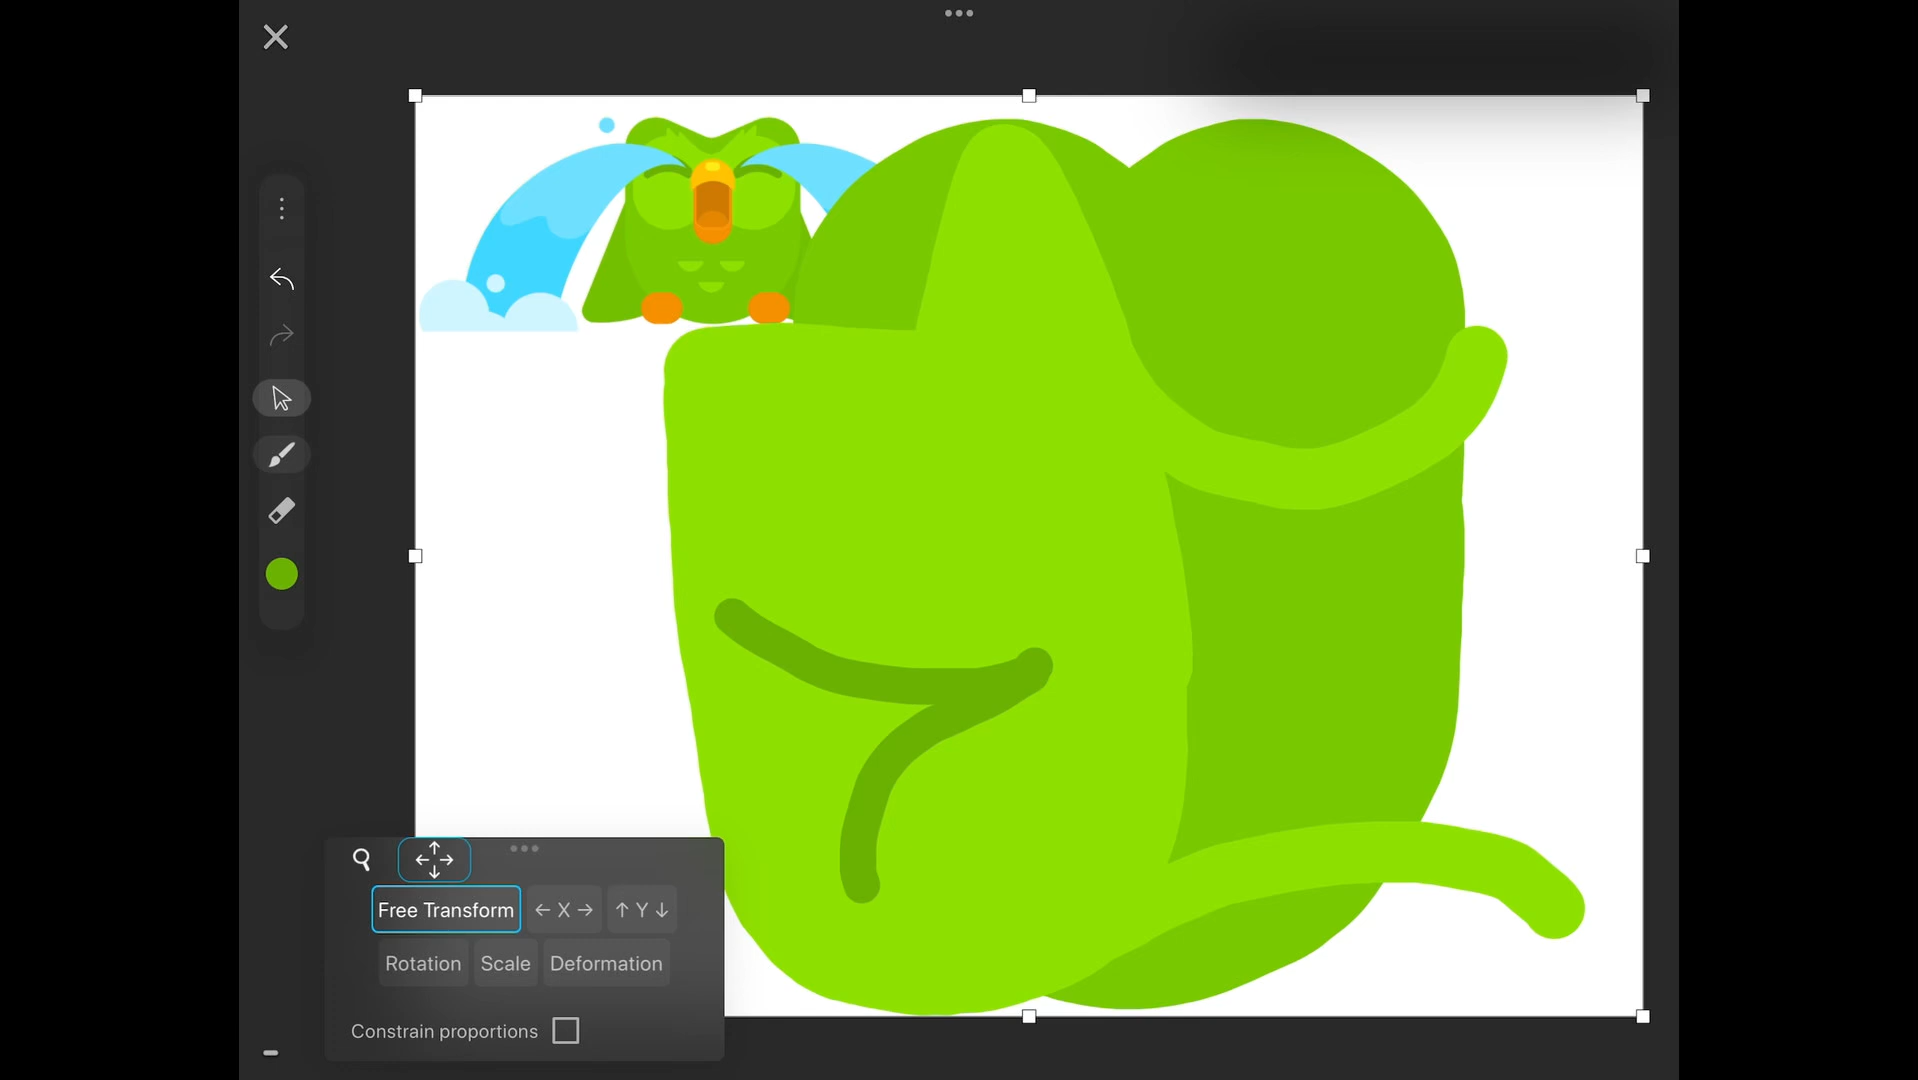 Free Transform
← X →
↑ Y ↓
Rotation
Scale
Deformation
Constrain proportions